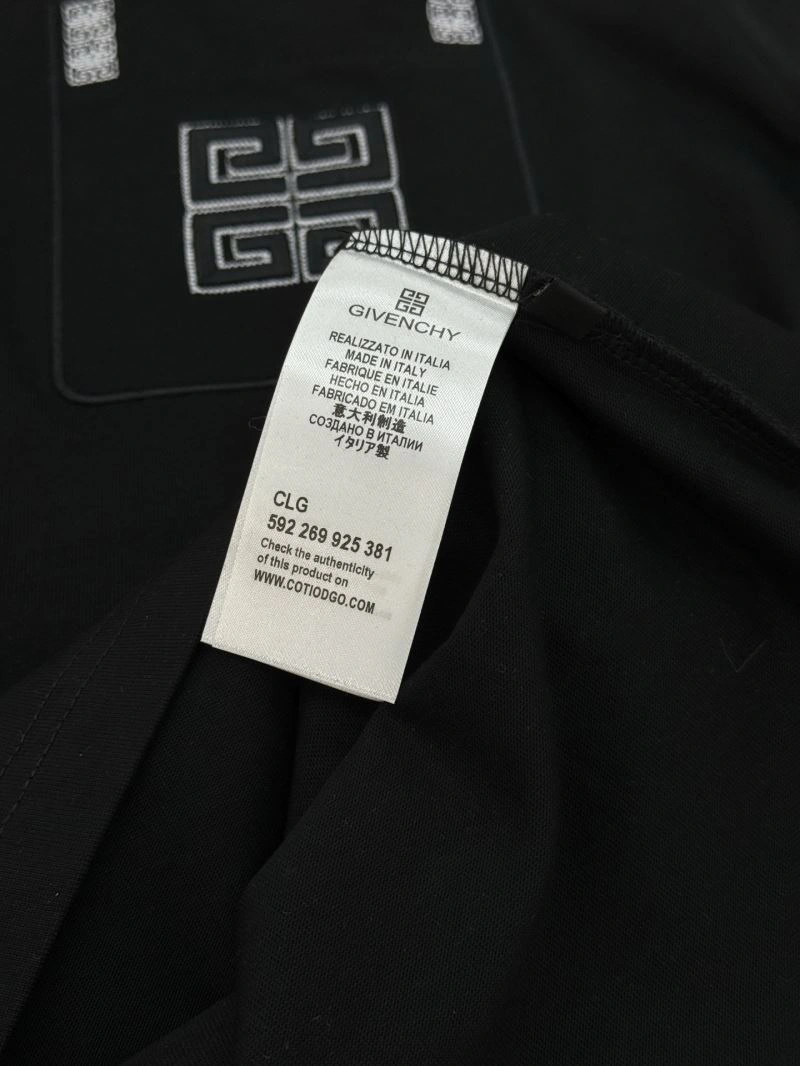 GIVENCHY
REALIZZATO IN ITALIA
MADE IN ITALY
FABRIQUE EN ITALIE
HECHO EN ITALIA
FABRICADO EM ITALIA
意大利制造
СОЗДАНО В ИТАЛИИ
イタリア製
CLG
592 269 925 381
Check the authenticity
of this product on
WWW.COTIODGO.COM